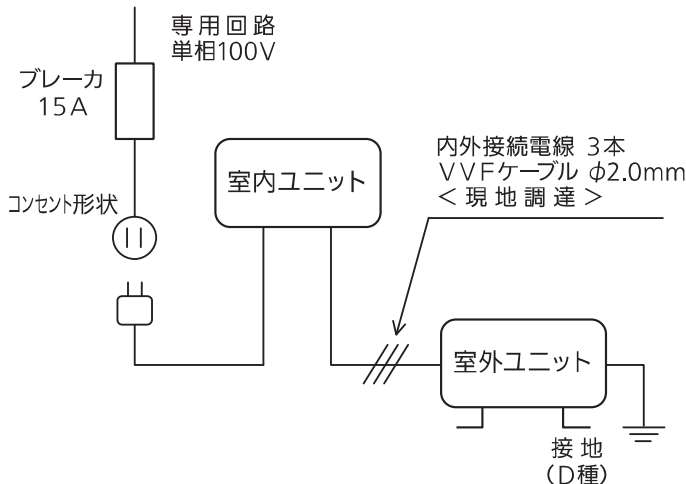 専用回路
単相100V
ブレーカ
15A
コンセント形状
室内ユニット
内外接続電線 3本
VVFケーブル φ2.0mm
<現地調達>
室外ユニット
接地
(D種)